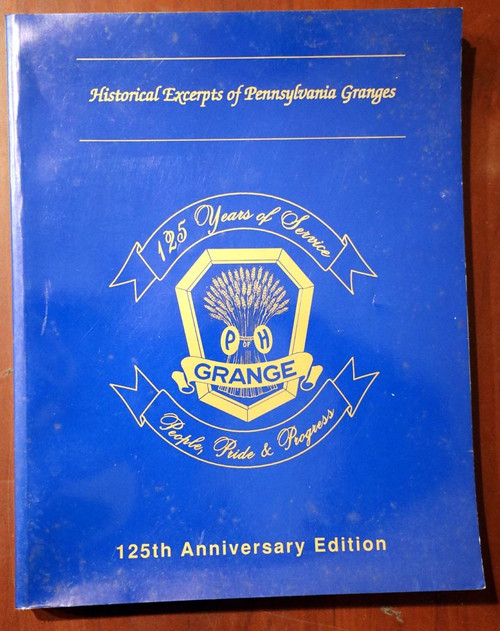 Historical Excerpts of Pennsylvania Granges
125 Years of Service
P OF H
GRANGE
People, Pride & Progress
125th Anniversary Edition